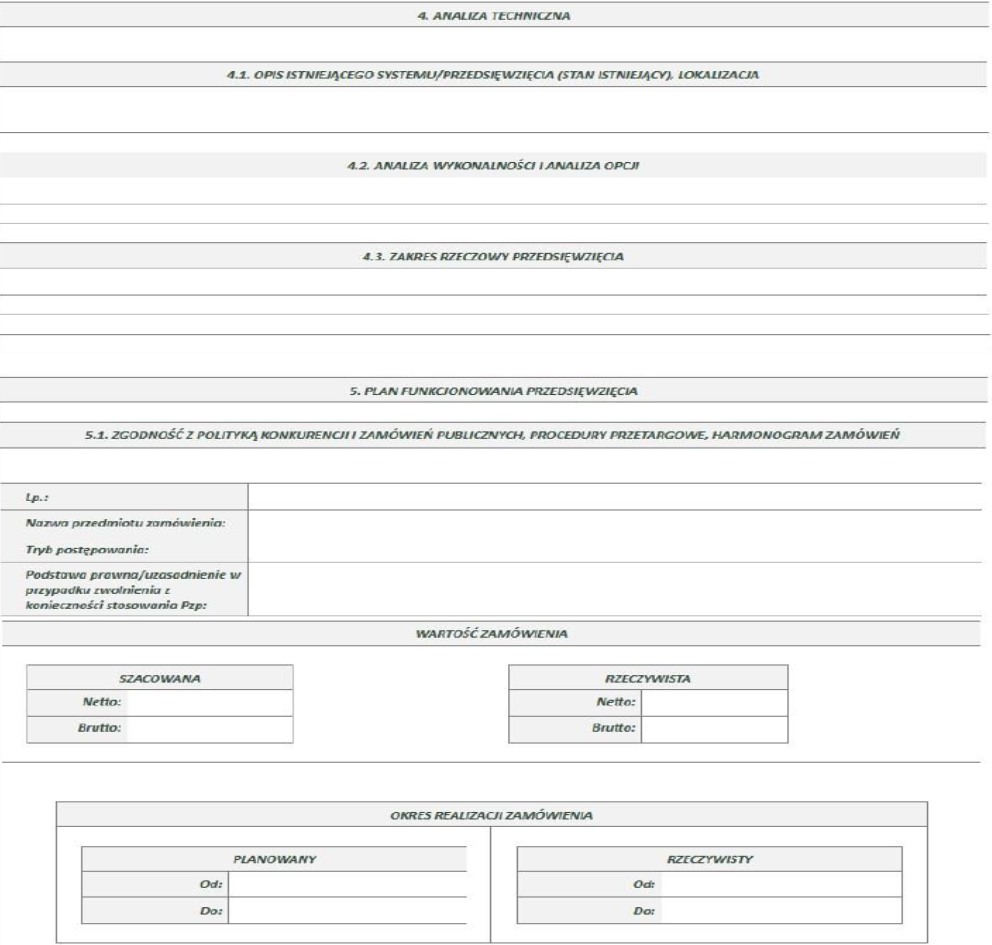 4. ANALIZA TECHNICZNA
4.1. OPIS ISTNIEJĄCEGO SYSTEMU/PRZEDSIĘWZIĘCIA (STAN ISTNIEJĄCY), LOKALIZACJA
4.2. ANALIZA WYKONALNOŚCI I ANALIZA OPCJI
4.3. ZAKRES RZECZOWY PRZEDSIĘWZIĘCIA
5. PLAN FUNKCJONOWANIA PRZEDSIĘWZIĘCIA
5.1. ZGODNOŚĆ Z POLITYKĄ KONKURENCJI I ZAMÓWIEŃ PUBLICZNYCH, PROCEDURY PRZETARGOWE, HARMONOGRAM ZAMÓWIEŃ
Lp.:
Nazwa przedmiotu zamówienia:
Tryb postępowania:
Podstawa prawna/uzasadnienie w
przypadku zwolnienia z
konieczności stosowania Pzp:
WARTOŚĆ ZAMÓWIENIA
SZACOWANA
Netto:
Brutto:
RZECZYWISTA
Netto:
Brutto:
OKRES REALIZACJI ZAMÓWIENIA
PLANOWANY
Od:
Do:
RZECZYWISTY
Od:
Do: